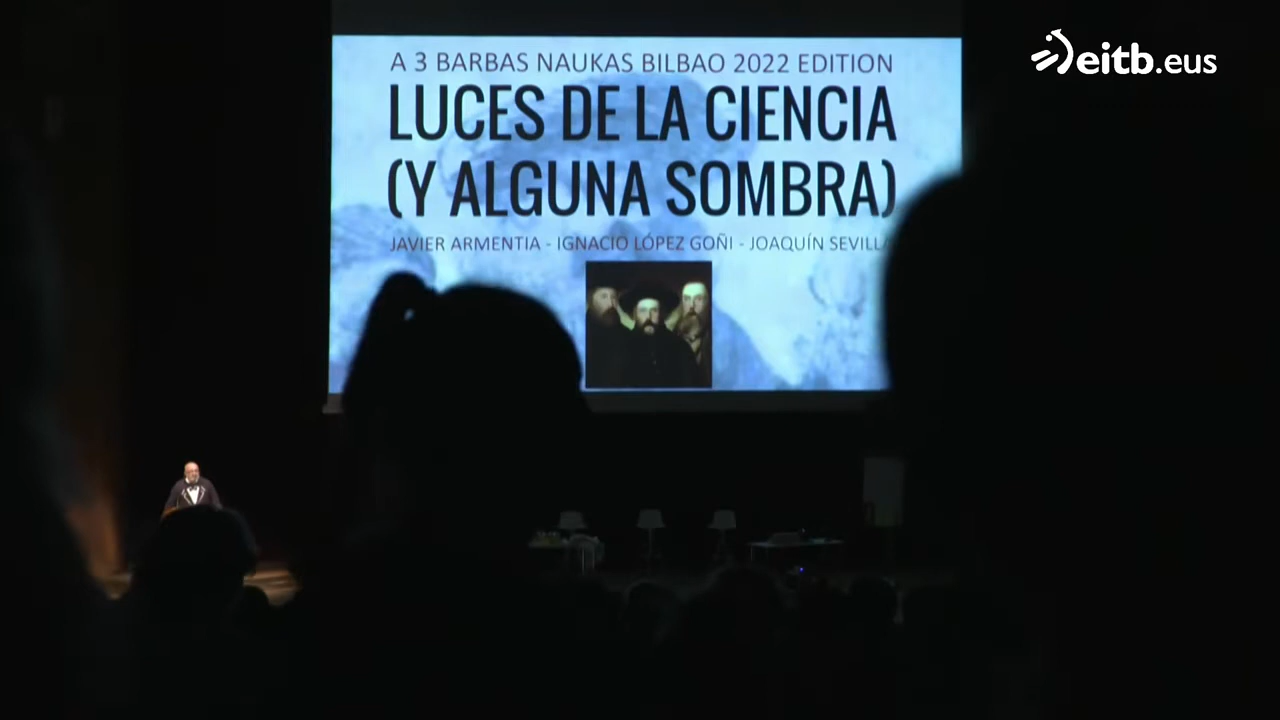 eitb.eus
A 3 BARBAS NAUKAS BILBAO 2022 EDITION
LUCES DE LA CIENCIA
(Y ALGUNA SOMBRA)
JAVIER ARMENTIA - IGNACIO LÓPEZ GOÑI - JOAQUÍN SEVILLA